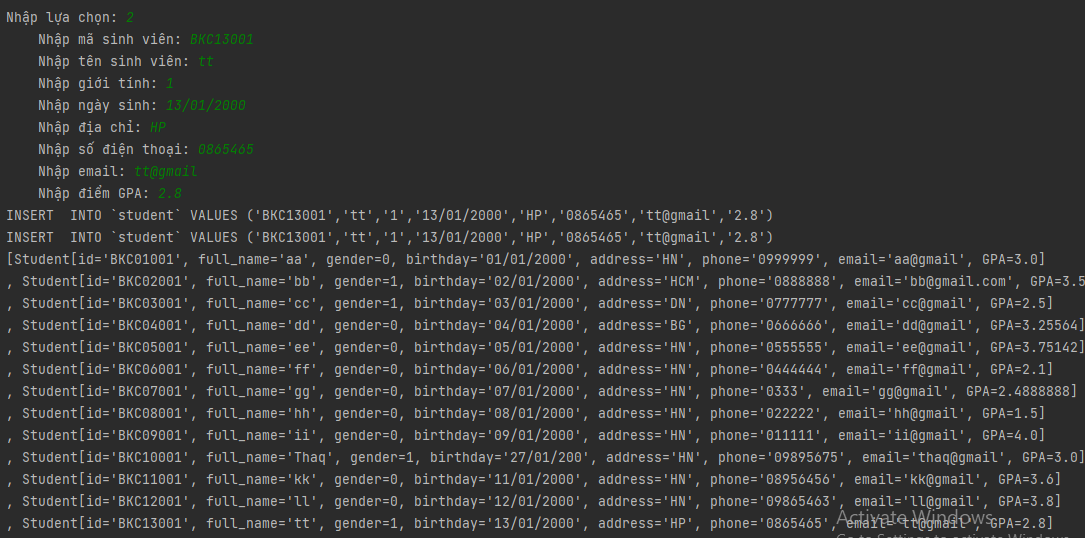 Nhập lựa chọn: 2
Nhập mã sinh viên: BKC13001
Nhập tên sinh viên: tt
Nhập giới tính: 1
Nhập ngày sinh: 13/01/2000
Nhập địa chỉ: HP
Nhập số điện thoại: 0865465
Nhập email: tt@gmail
Nhập điểm GPA: 2.8
INSERT  INTO `student` VALUES ('BKC13001','tt','1','13/01/2000','HP','0865465','tt@gmail','2.8')
INSERT  INTO `student` VALUES ('BKC13001','tt','1','13/01/2000','HP','0865465','tt@gmail','2.8')
[Student[id='BKC01001', full_name='aa', gender=0, birthday='01/01/2000', address='HN', phone='0999999', email='aa@gmail', GPA=3.0]
, Student[id='BKC02001', full_name='bb', gender=1, birthday='02/01/2000', address='HCM', phone='0888888', email='bb@gmail.com', GPA=3.5
, Student[id='BKC03001', full_name='cc', gender=1, birthday='03/01/2000', address='DN', phone='0777777', email='cc@gmail', GPA=2.5]
, Student[id='BKC04001', full_name='dd', gender=0, birthday='04/01/2000', address='BG', phone='0666666', email='dd@gmail', GPA=3.25564]
, Student[id='BKC05001', full_name='ee', gender=0, birthday='05/01/2000', address='HN', phone='0555555', email='ee@gmail', GPA=3.75142]
, Student[id='BKC06001', full_name='ff', gender=0, birthday='06/01/2000', address='HN', phone='0444444', email='ff@gmail', GPA=2.1]
, Student[id='BKC07001', full_name='gg', gender=0, birthday='07/01/2000', address='HN', phone='0333', email='gg@gmail', GPA=2.4888888]
, Student[id='BKC08001', full_name='hh', gender=0, birthday='08/01/2000', address='HN', phone='022222', email='hh@gmail', GPA=1.5]
, Student[id='BKC09001', full_name='ii', gender=0, birthday='09/01/2000', address='HN', phone='011111', email='ii@gmail', GPA=4.0]
, Student[id='BKC10001', full_name='Thaq', gender=1, birthday='27/01/200', address='HN', phone='09895675', email='thaq@gmail', GPA=3.0]
, Student[id='BKC11001', full_name='kk', gender=0, birthday='11/01/2000', address='HN', phone='08956456', email='kk@gmail', GPA=3.6]
, Student[id='BKC12001', full_name='ll', gender=0, birthday='12/01/2000', address='HN', phone='09865463', email='ll@gmail', GPA=3.8]
, Student[id='BKC13001', full_name='tt', gender=1, birthday='13/01/2000', address='HP', phone='0865465', email='tt@gmail', GPA=2.8]
Activate Windows
Go to Settings to activate Windows